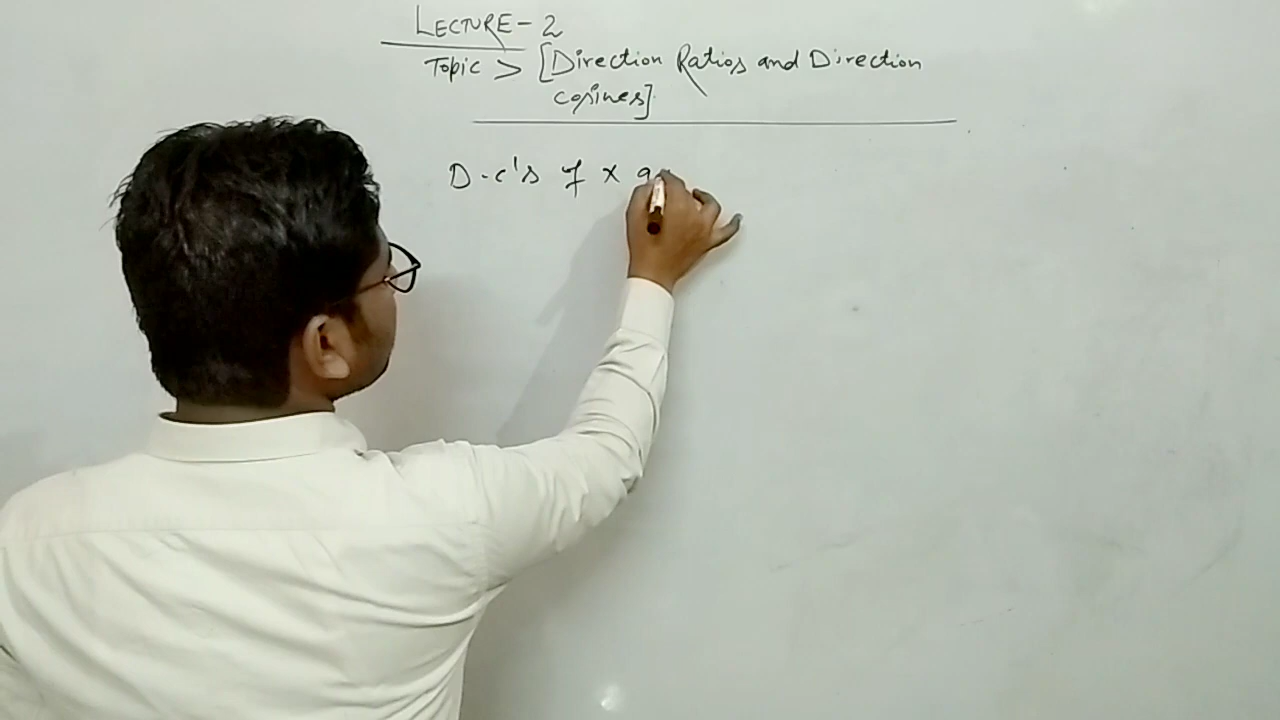 LECTURE - 2
Topic > [Direction Ratios and Direction
cosines]
D.c's of x a